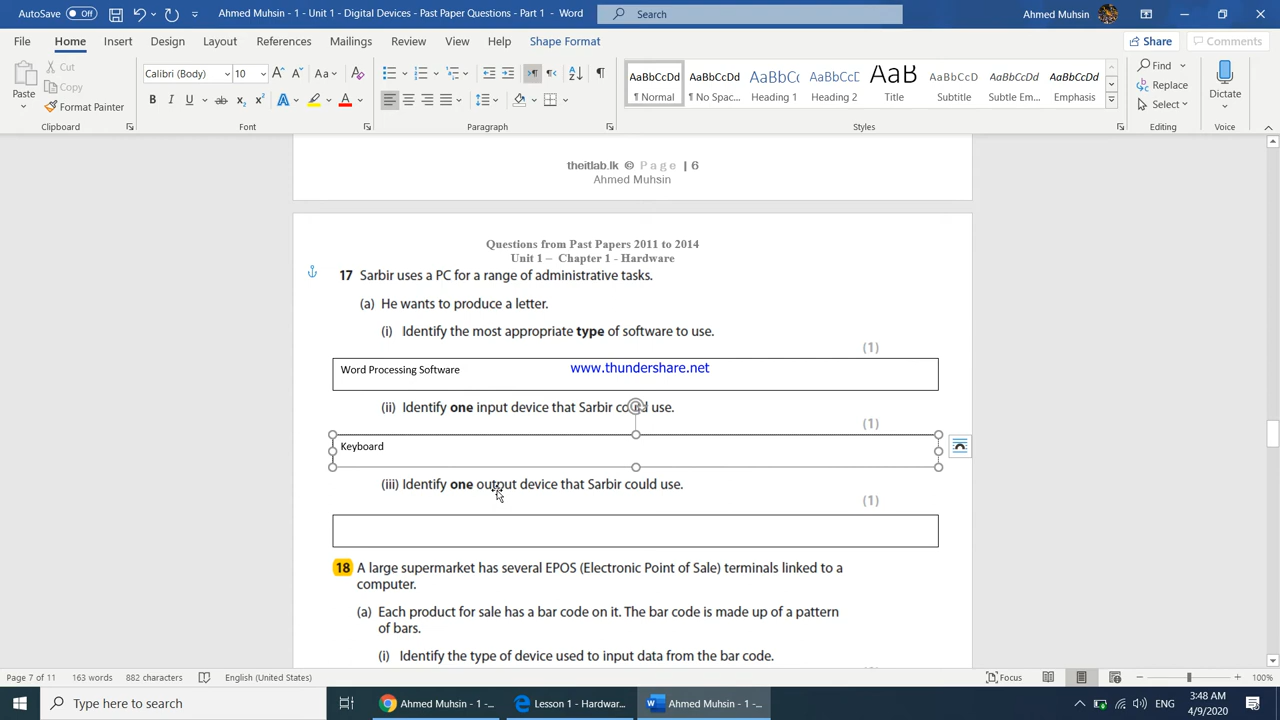 AutoSave Off
Ahmed Muhsin - 1 - Unit 1 - Digital Devices - Past Paper Questions - Part 1 - Word
Search
Ahmed Muhsin
File Home Insert Design Layout References Mailings Review View Help Shape Format
Share Comments
Paste
Cut
Copy
Format Painter
Calibri (Body) 10
AaBbCcDd AaBbCcDd AaBbCc AaBbCcC AaB AaBbCcD AaBbCcDd AaBbCcDd
¶ Normal ¶ No Spac... Heading 1 Heading 2 Title Subtitle Subtle Em... Emphasis
Find
Replace
Select
Dictate
Clipboard Font Paragraph Styles Editing Voice
theitlab.lk © Page | 6
Ahmed Muhsin
Questions from Past Papers 2011 to 2014
Unit 1 – Chapter 1 - Hardware
17 Sarbir uses a PC for a range of administrative tasks.
(a) He wants to produce a letter.
(i) Identify the most appropriate type of software to use.
(1)
Word Processing Software
www.thundershare.net
(ii) Identify one input device that Sarbir could use.
(1)
Keyboard
(iii) Identify one output device that Sarbir could use.
(1)
18 A large supermarket has several EPOS (Electronic Point of Sale) terminals linked to a
computer.
(a) Each product for sale has a bar code on it. The bar code is made up of a pattern
of bars.
(i) Identify the type of device used to input data from the bar code.
Page 7 of 11 163 words 882 characters English (United States) Focus 100%
Type here to search
Ahmed Muhsin - 1 -...
Lesson 1 - Hardwar...
Ahmed Muhsin - 1 -...
ENG
3:48 AM
4/9/2020